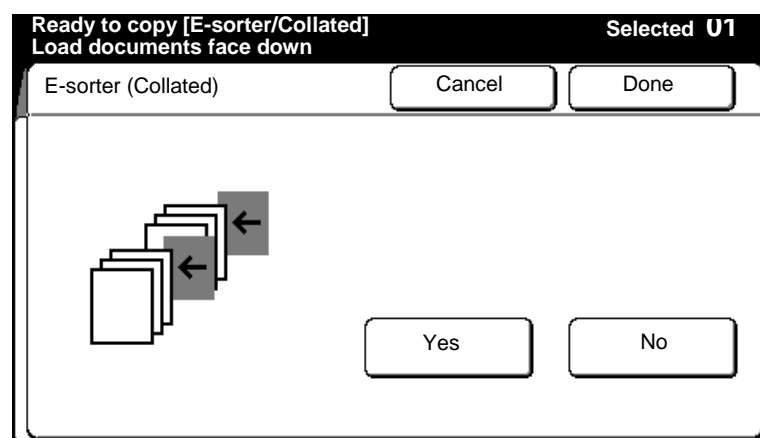 Ready to copy [E-sorter/Collated] Selected 01
Load documents face down
E-sorter (Collated) Cancel Done
Yes No